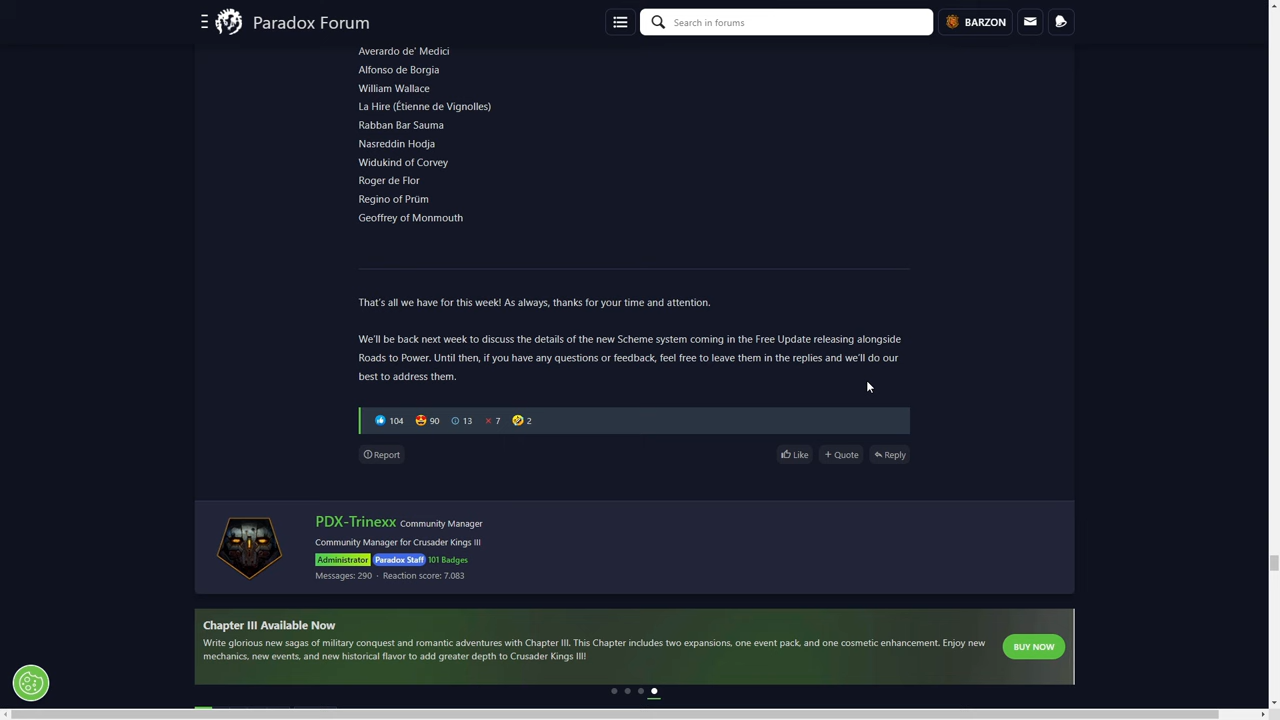 Paradox Forum
Search in forums
BARZON
Averardo de' Medici
Alfonso de Borgia
William Wallace
La Hire (Étienne de Vignolles)
Rabban Bar Sauma
Nasreddin Hodja
Widukind of Corvey
Roger de Flor
Regino of Prüm
Geoffrey of Monmouth
That's all we have for this week! As always, thanks for your time and attention.
We'll be back next week to discuss the details of the new Scheme system coming in the Free Update releasing alongside
Roads to Power. Until then, if you have any questions or feedback, feel free to leave them in the replies and we'll do our
best to address them.
104 90 13 7 2
Report Like + Quote Reply
PDX-Trinexx Community Manager
Community Manager for Crusader Kings III
Administrator Paradox Staff 101 Badges
Messages: 290 · Reaction score: 7.083
Chapter III Available Now
Write glorious new sagas of military conquest and romantic adventures with Chapter III. This Chapter includes two expansions, one event pack, and one cosmetic enhancement. Enjoy new
mechanics, new events, and new historical flavor to add greater depth to Crusader Kings III!
BUY NOW